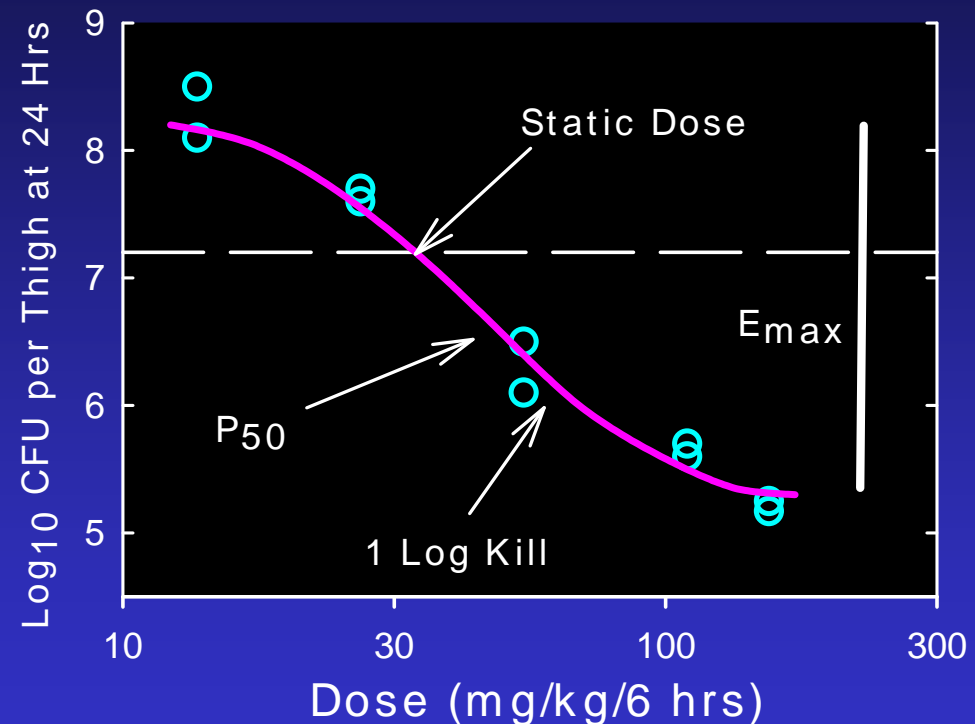 Log10 CFU per Thigh at 24 Hrs
9
8
7
6
5
Static Dose
Emax
P50
1 Log Kill
10 30 100 300
Dose (mg/kg/6 hrs)